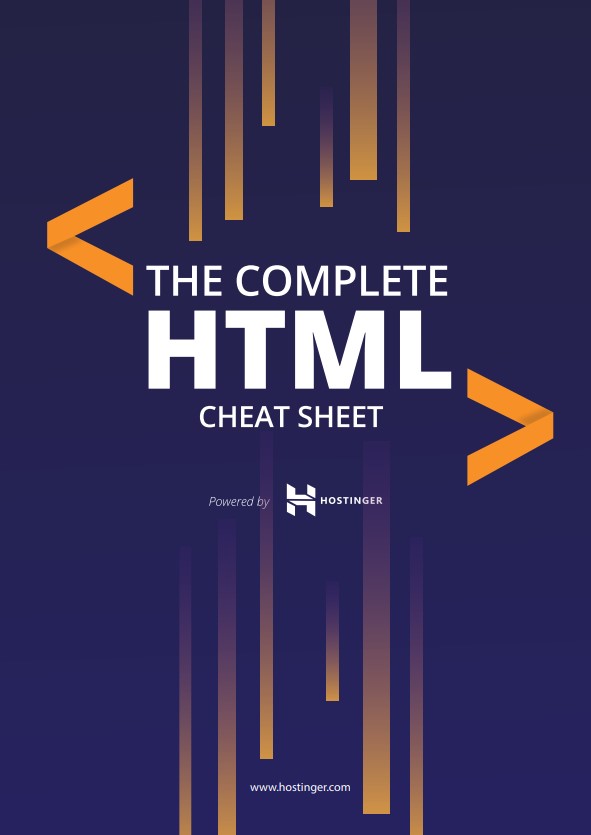 THE COMPLETE
HTML
CHEAT SHEET
Powered by HOSTINGER
www.hostinger.com